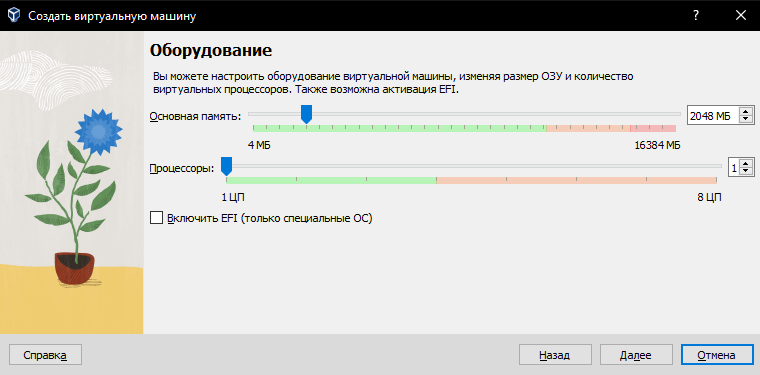 Создать виртуальную машину
?
Оборудование
Вы можете настроить оборудование виртуальной машины, изменяя размер ОЗУ и количество
виртуальных процессоров. Также возможна активация EFI.
Основная память:
2048 МБ
4 МБ
16384 МБ
Процессоры:
1
1 ЦП
8 ЦП
Включить EFI (только специальные ОС)
Справка
Назад
Далее
Отмена